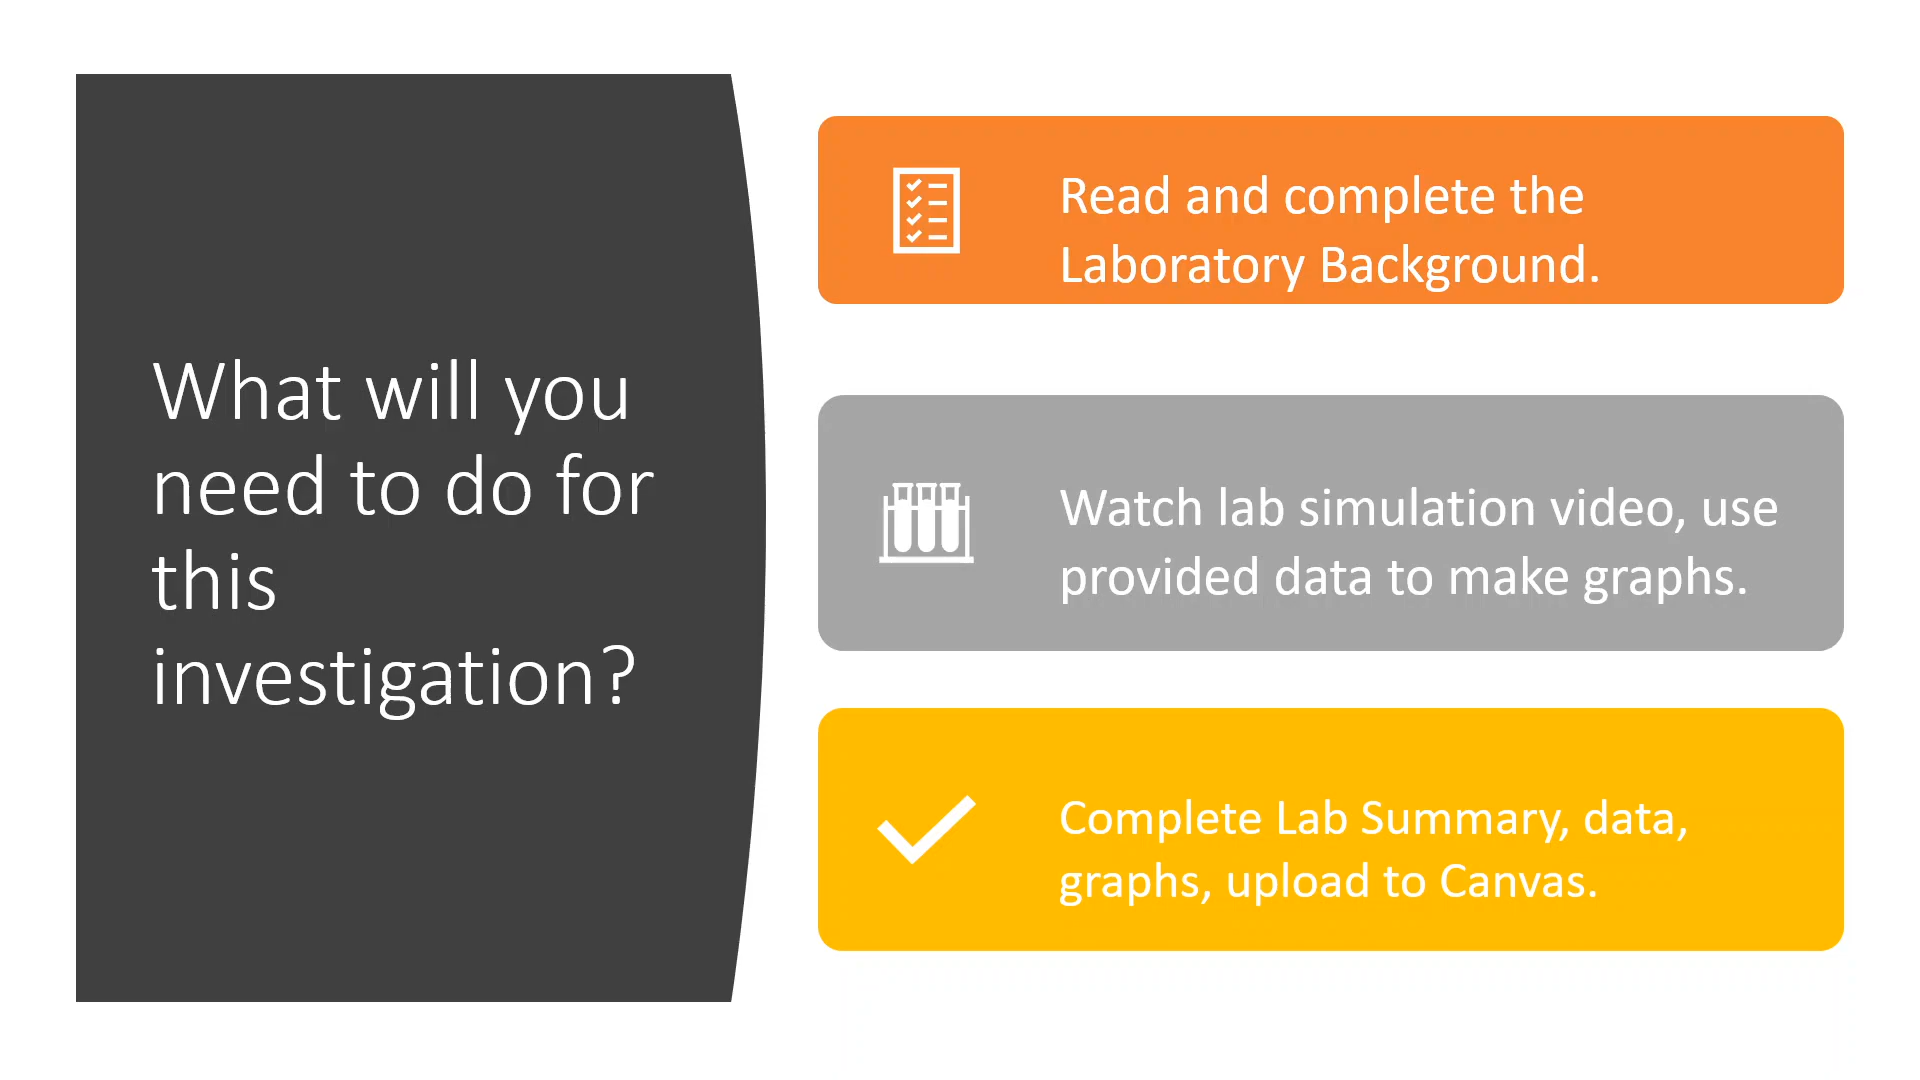 What will you
need to do for
this
investigation?
Read and complete the
Laboratory Background.
Watch lab simulation video, use
provided data to make graphs.
Complete Lab Summary, data,
graphs, upload to Canvas.